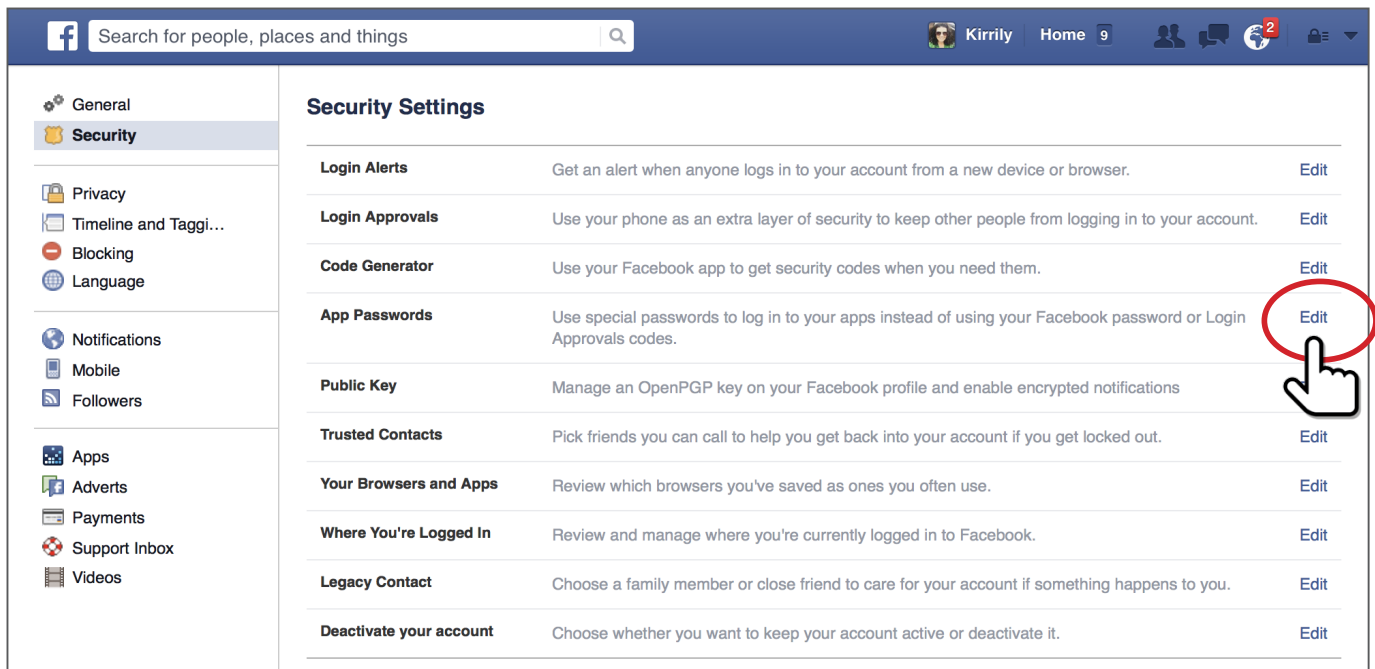 f Search for people, places and things Kirrily Home 9 2
General
Security
Privacy
Timeline and Taggi...
Blocking
Language
Notifications
Mobile
Followers
Apps
Adverts
Payments
Support Inbox
Videos
Security Settings
Login Alerts Get an alert when anyone logs in to your account from a new device or browser. Edit
Login Approvals Use your phone as an extra layer of security to keep other people from logging in to your account. Edit
Code Generator Use your Facebook app to get security codes when you need them. Edit
App Passwords Use special passwords to log in to your apps instead of using your Facebook password or Login Edit
Approvals codes.
Public Key Manage an OpenPGP key on your Facebook profile and enable encrypted notifications
Trusted Contacts Pick friends you can call to help you get back into your account if you get locked out. Edit
Your Browsers and Apps Review which browsers you've saved as ones you often use. Edit
Where You're Logged In Review and manage where you're currently logged in to Facebook. Edit
Legacy Contact Choose a family member or close friend to care for your account if something happens to you. Edit
Deactivate your account Choose whether you want to keep your account active or deactivate it. Edit